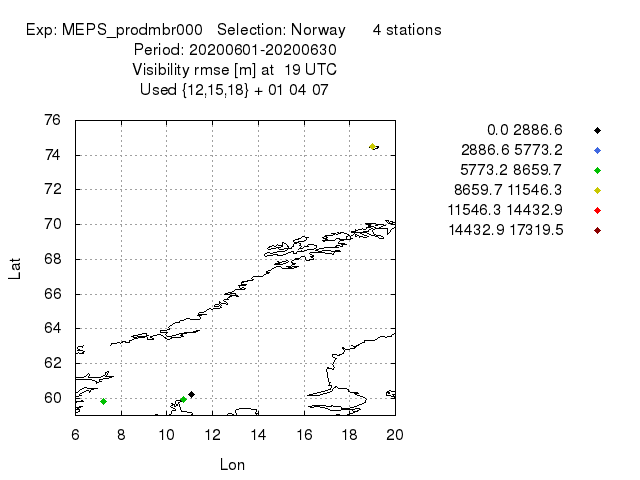 Exp: MEPS_prodmbr000 Selection: Norway 4 stations
Period: 20200601-20200630
Visibility rmse [m] at 19 UTC
Used {12,15,18} + 01 04 07
76
74
72
70
68
66
64
62
60
Lat
6 8 10 12 14 16 18 20
Lon
0.0 2886.6
2886.6 5773.2
5773.2 8659.7
8659.7 11546.3
11546.3 14432.9
14432.9 17319.5